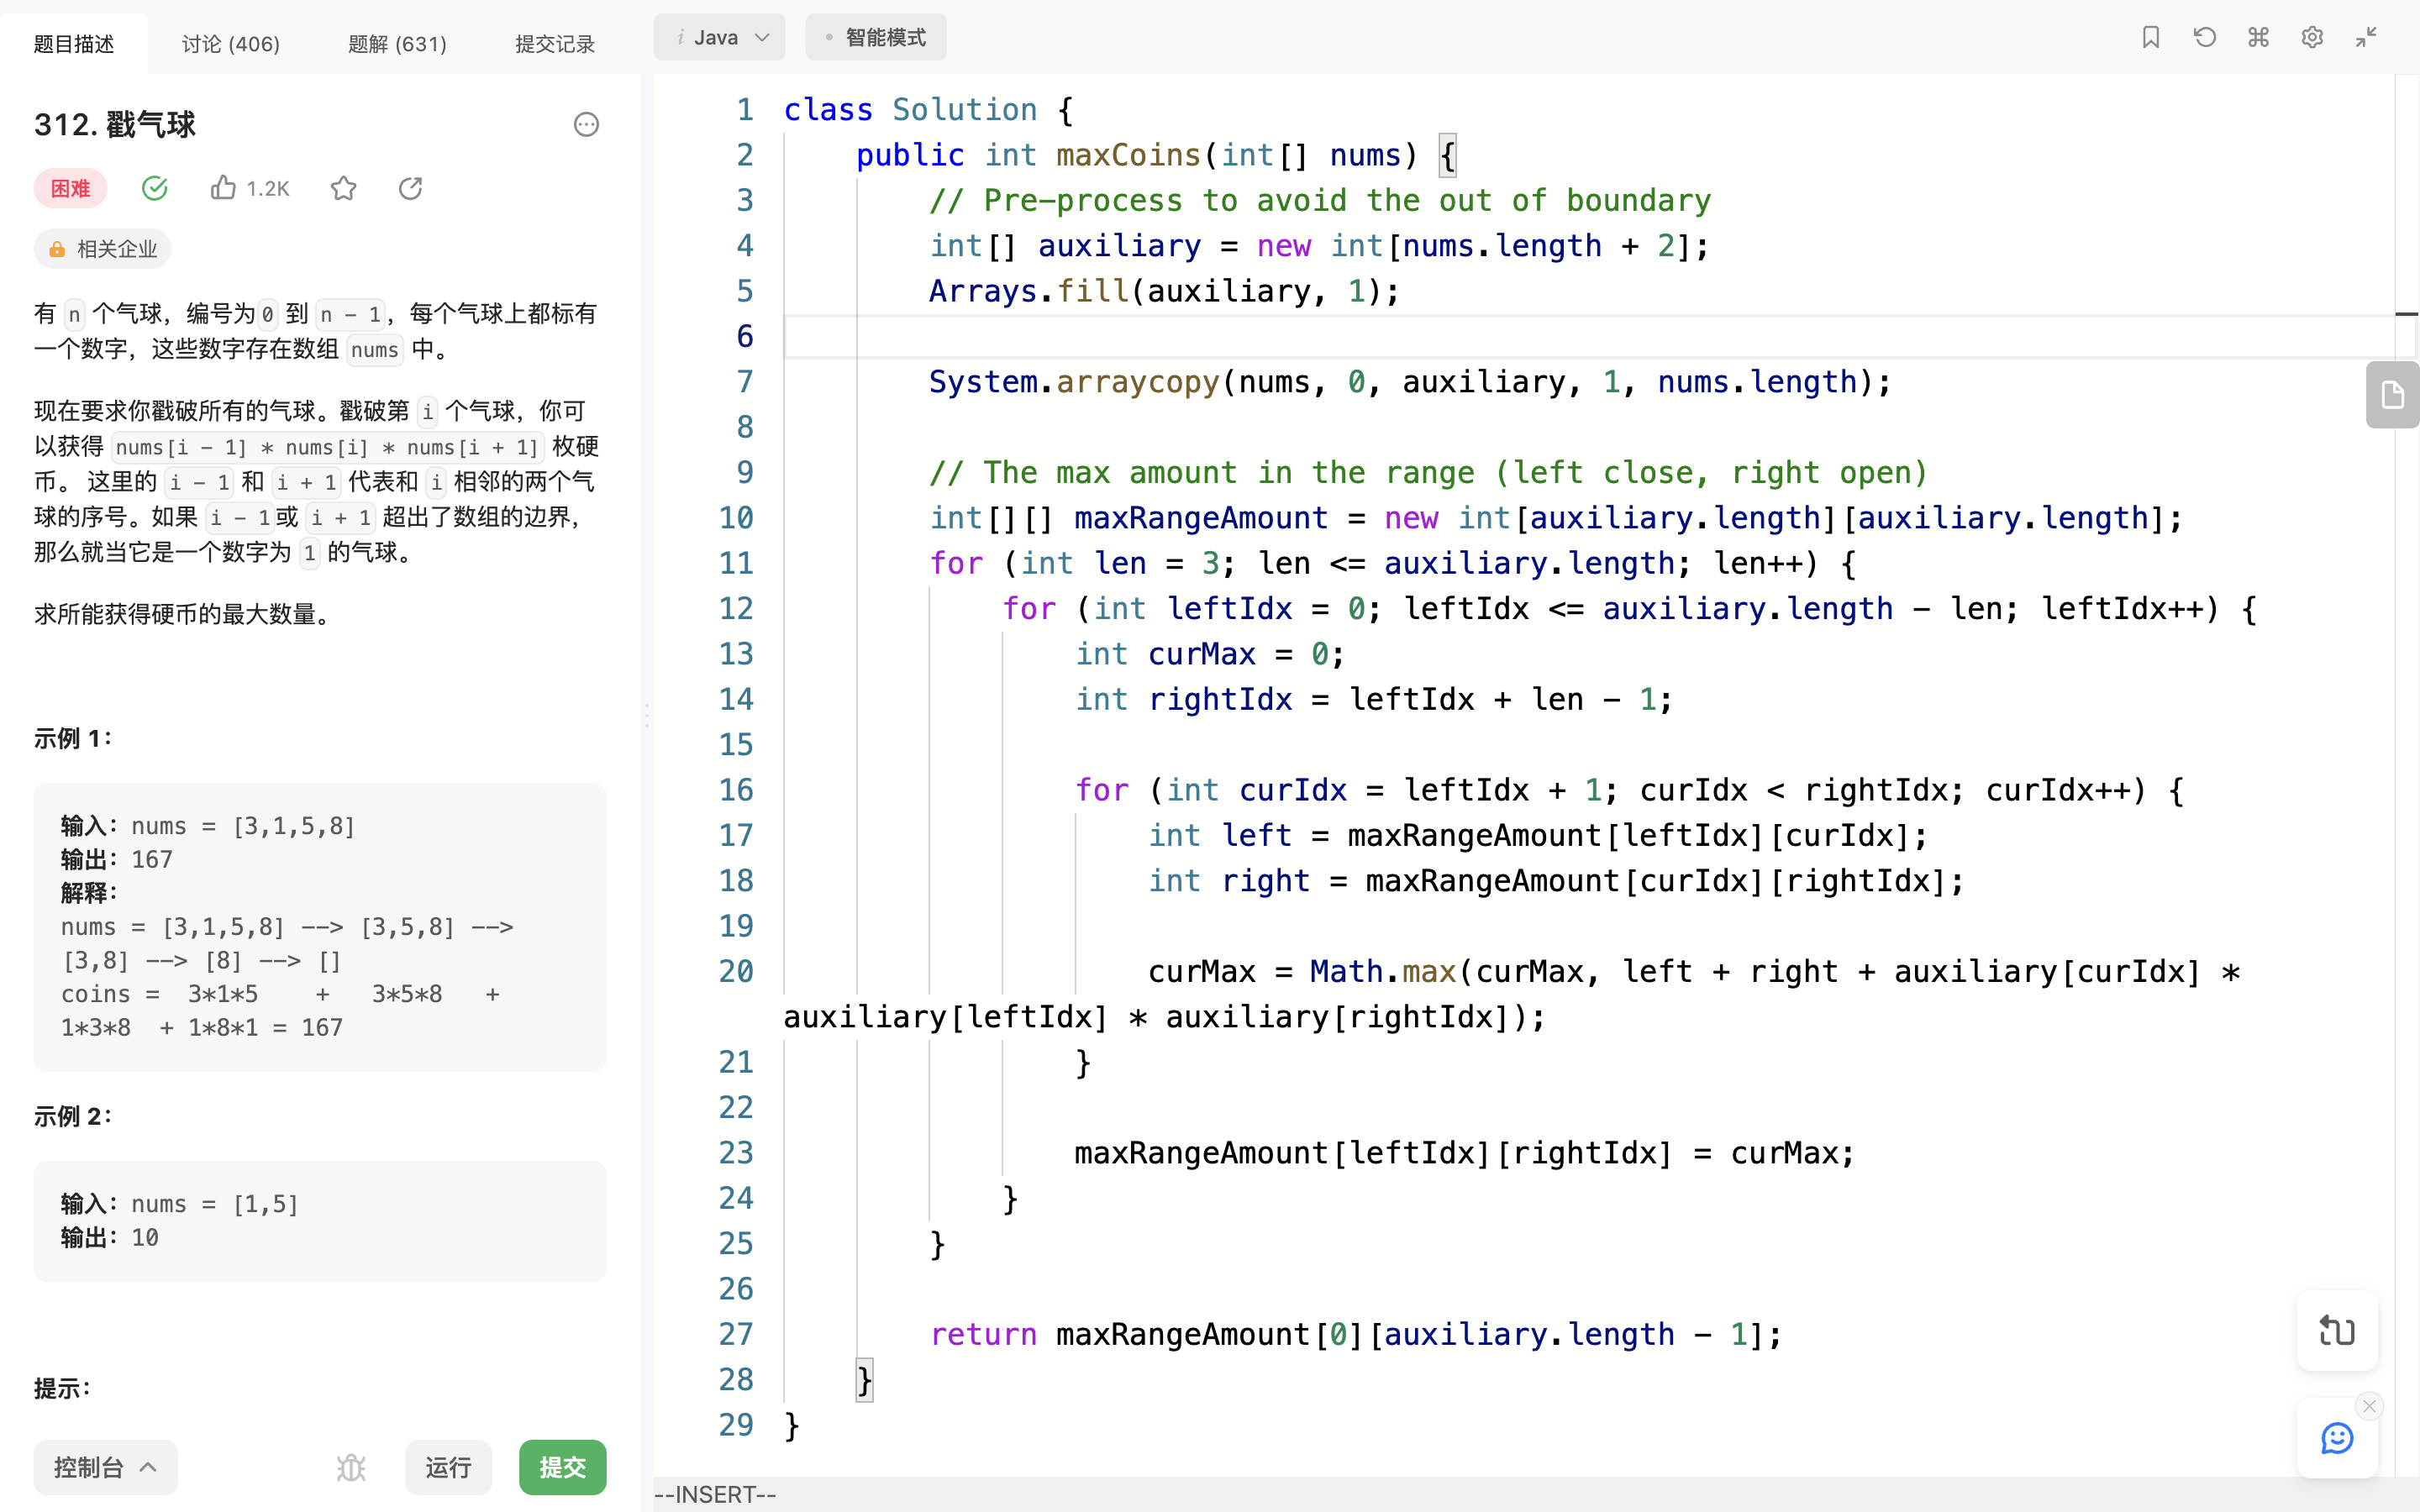 题目描述
讨论 (406)
题解 (631)
提交记录
312. 戳气球
困难
1.2K
相关企业
有 n 个气球，编号为0 到 n - 1，每个气球上都标有
一个数字，这些数字存在数组 nums 中。
现在要求你戳破所有的气球。戳破第 i 个气球，你可
以获得 nums[i - 1] * nums[i] * nums[i + 1] 枚硬
币。 这里的 i - 1 和 i + 1 代表和 i 相邻的两个气
球的序号。如果 i - 1或 i + 1 超出了数组的边界，
那么就当它是一个数字为 1 的气球。
求所能获得硬币的最大数量。
示例 1：
输入：nums = [3,1,5,8]
输出：167
解释：
nums = [3,1,5,8] --> [3,5,8] -->
[3,8] --> [8] --> []
coins =  3*1*5    +   3*5*8   +
1*3*8  + 1*8*1 = 167
示例 2：
输入：nums = [1,5]
输出：10
提示：
控制台
运行
提交
i Java
智能模式
1 class Solution {
2     public int maxCoins(int[] nums) {
3         // Pre-process to avoid the out of boundary
4         int[] auxiliary = new int[nums.length + 2];
5         Arrays.fill(auxiliary, 1);
6
7         System.arraycopy(nums, 0, auxiliary, 1, nums.length);
8
9         // The max amount in the range (left close, right open)
10         int[][] maxRangeAmount = new int[auxiliary.length][auxiliary.length];
11         for (int len = 3; len <= auxiliary.length; len++) {
12             for (int leftIdx = 0; leftIdx <= auxiliary.length - len; leftIdx++) {
13                 int curMax = 0;
14                 int rightIdx = leftIdx + len - 1;
15
16                 for (int curIdx = leftIdx + 1; curIdx < rightIdx; curIdx++) {
17                     int left = maxRangeAmount[leftIdx][curIdx];
18                     int right = maxRangeAmount[curIdx][rightIdx];
19
20                     curMax = Math.max(curMax, left + right + auxiliary[curIdx] *
auxiliary[leftIdx] * auxiliary[rightIdx]);
21                 }
22
23                 maxRangeAmount[leftIdx][rightIdx] = curMax;
24             }
25         }
26
27         return maxRangeAmount[0][auxiliary.length - 1];
28     }
29 }
--INSERT--